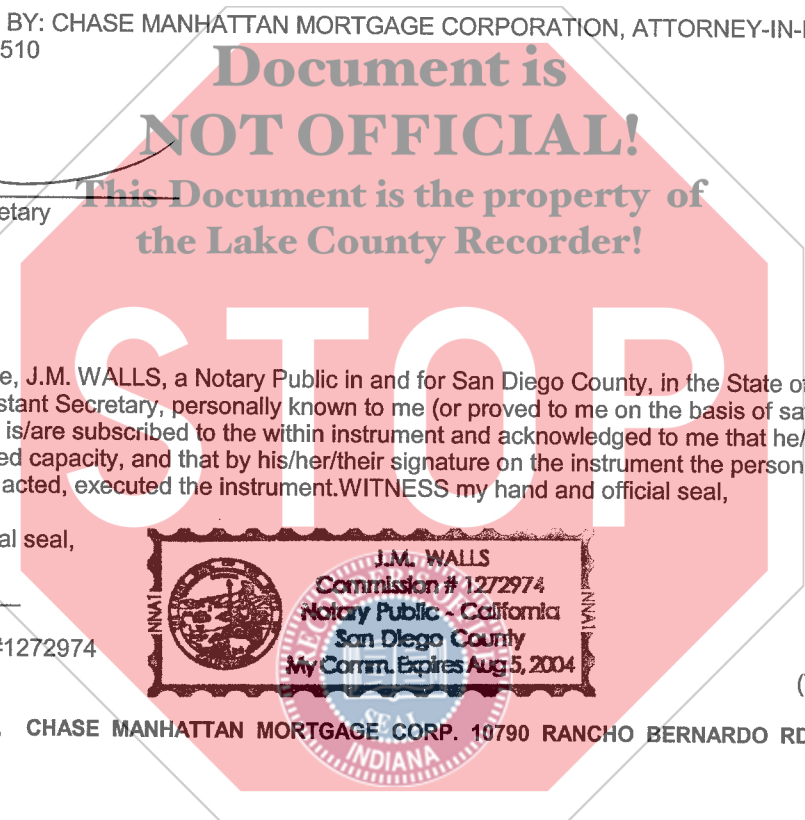 BY: CHASE MANHATTAN MORTGAGE CORPORATION, ATTORNEY-IN-
510
Document is
NOT OFFICIAL!
This Document is the property of
the Lake County Recorder!
etary
STOP
e, J.M. WALLS, a Notary Public in and for San Diego County, in the State of
stant Secretary, personally known to me (or proved to me on the basis of sa
is/are subscribed to the within instrument and acknowledged to me that he/
ed capacity, and that by his/her/their signature on the instrument the person
acted, executed the instrument.WITNESS my hand and official seal,
al seal,
J.M. WALLS
Commission # 1272974
Notary Public - California
San Diego County
My Comm. Expires Aug 5, 2004
NNA1
NNA1
#1272974
(
CHASE MANHATTAN MORTGAGE CORP. 10790 RANCHO BERNARDO RD
SEAL
INDIANA